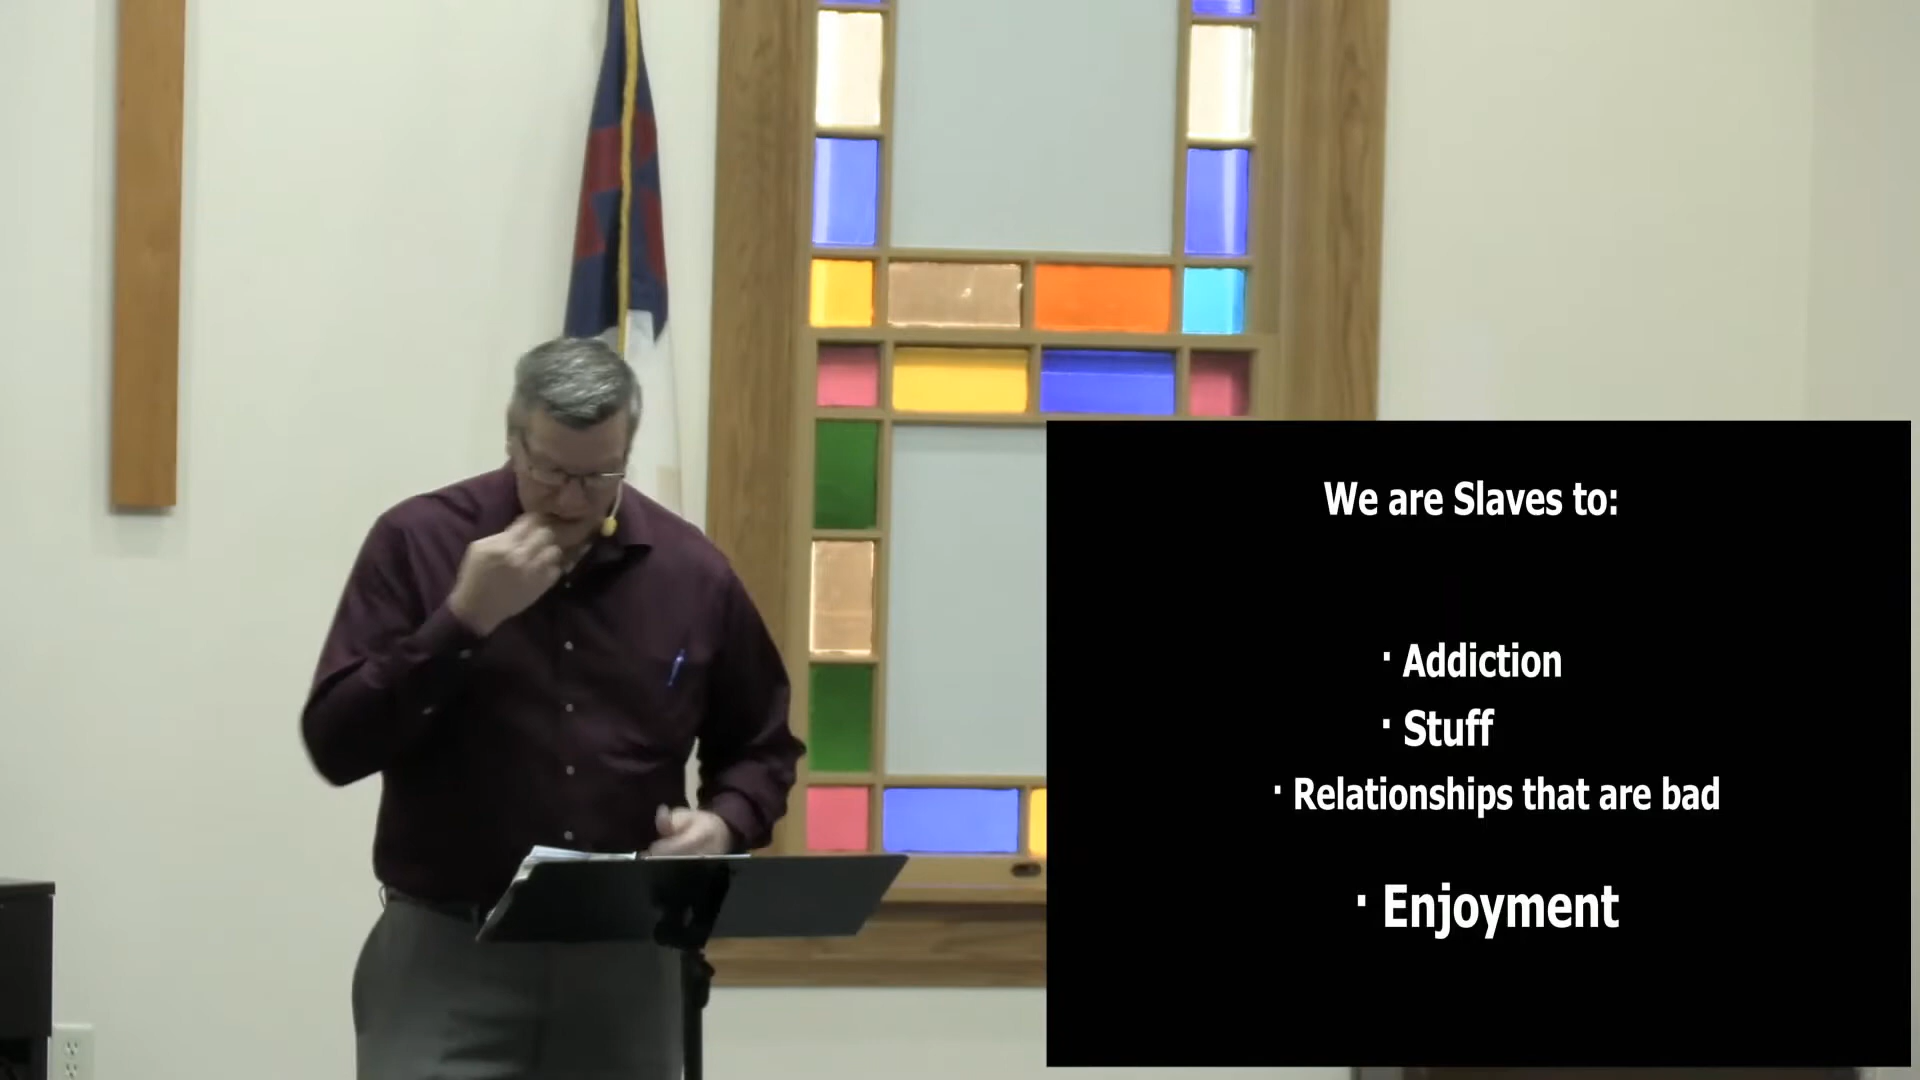 We are Slaves to:
· Addiction
· Stuff
· Relationships that are bad
· Enjoyment